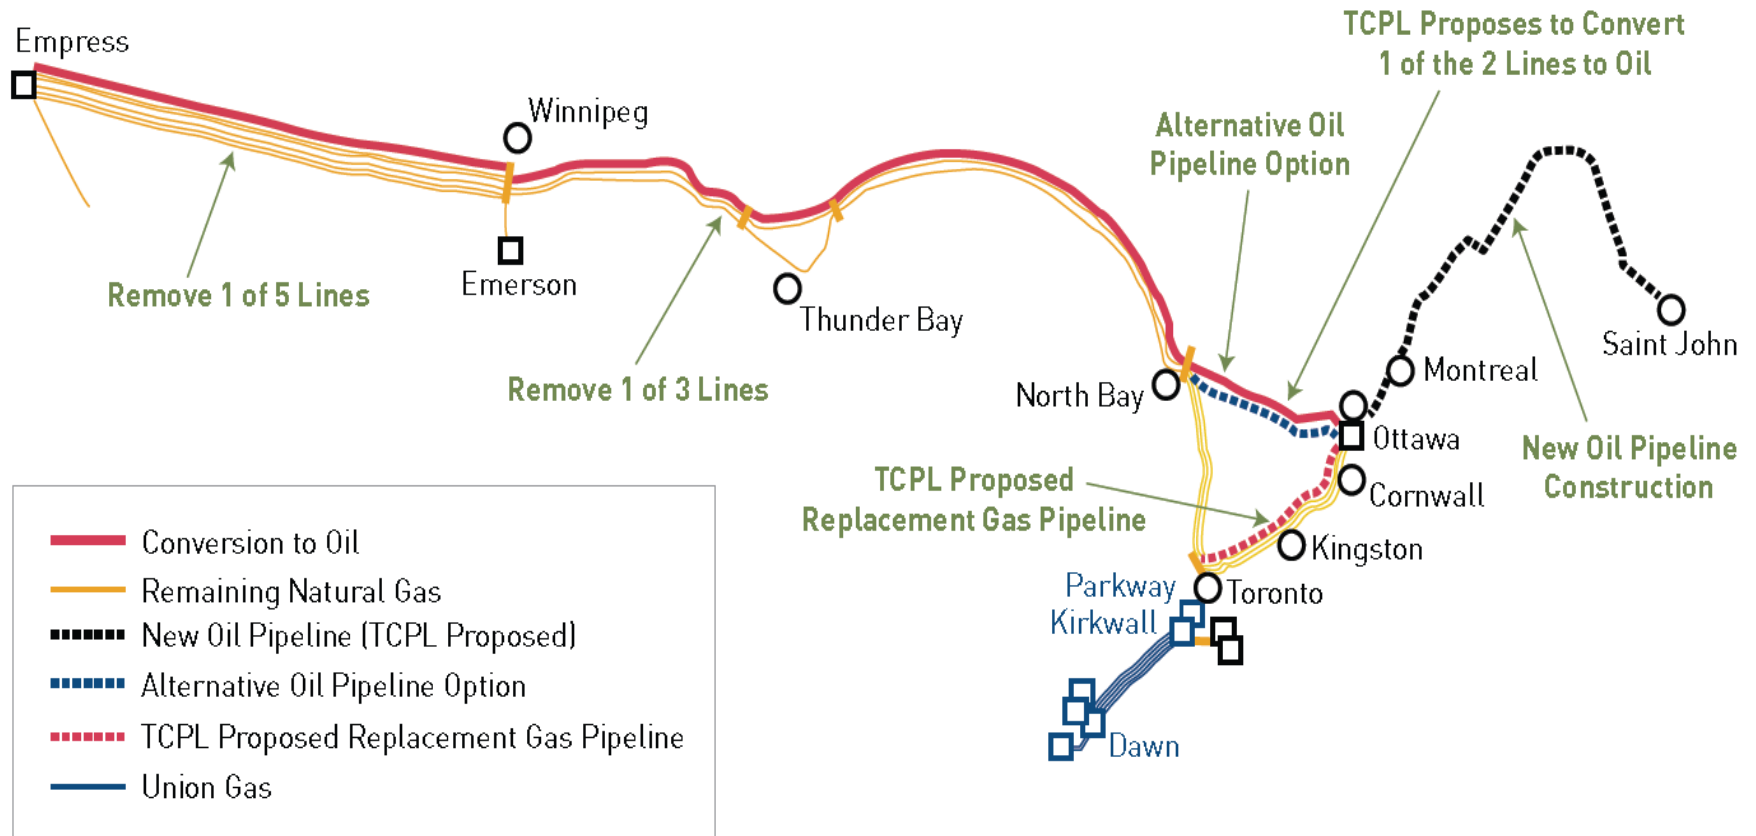 TCPL Proposes to Convert
1 of the 2 Lines to Oil
Empress
Winnipeg
Alternative Oil
Pipeline Option
Emerson
Remove 1 of 5 Lines
Thunder Bay
Saint John
Remove 1 of 3 Lines
North Bay
Montreal
Ottawa
New Oil Pipeline
Construction
TCPL Proposed
Replacement Gas Pipeline
Cornwall
Kingston
Parkway
Toronto
Kirkwall
Dawn
Conversion to Oil
Remaining Natural Gas
New Oil Pipeline (TCPL Proposed)
Alternative Oil Pipeline Option
TCPL Proposed Replacement Gas Pipeline
Union Gas